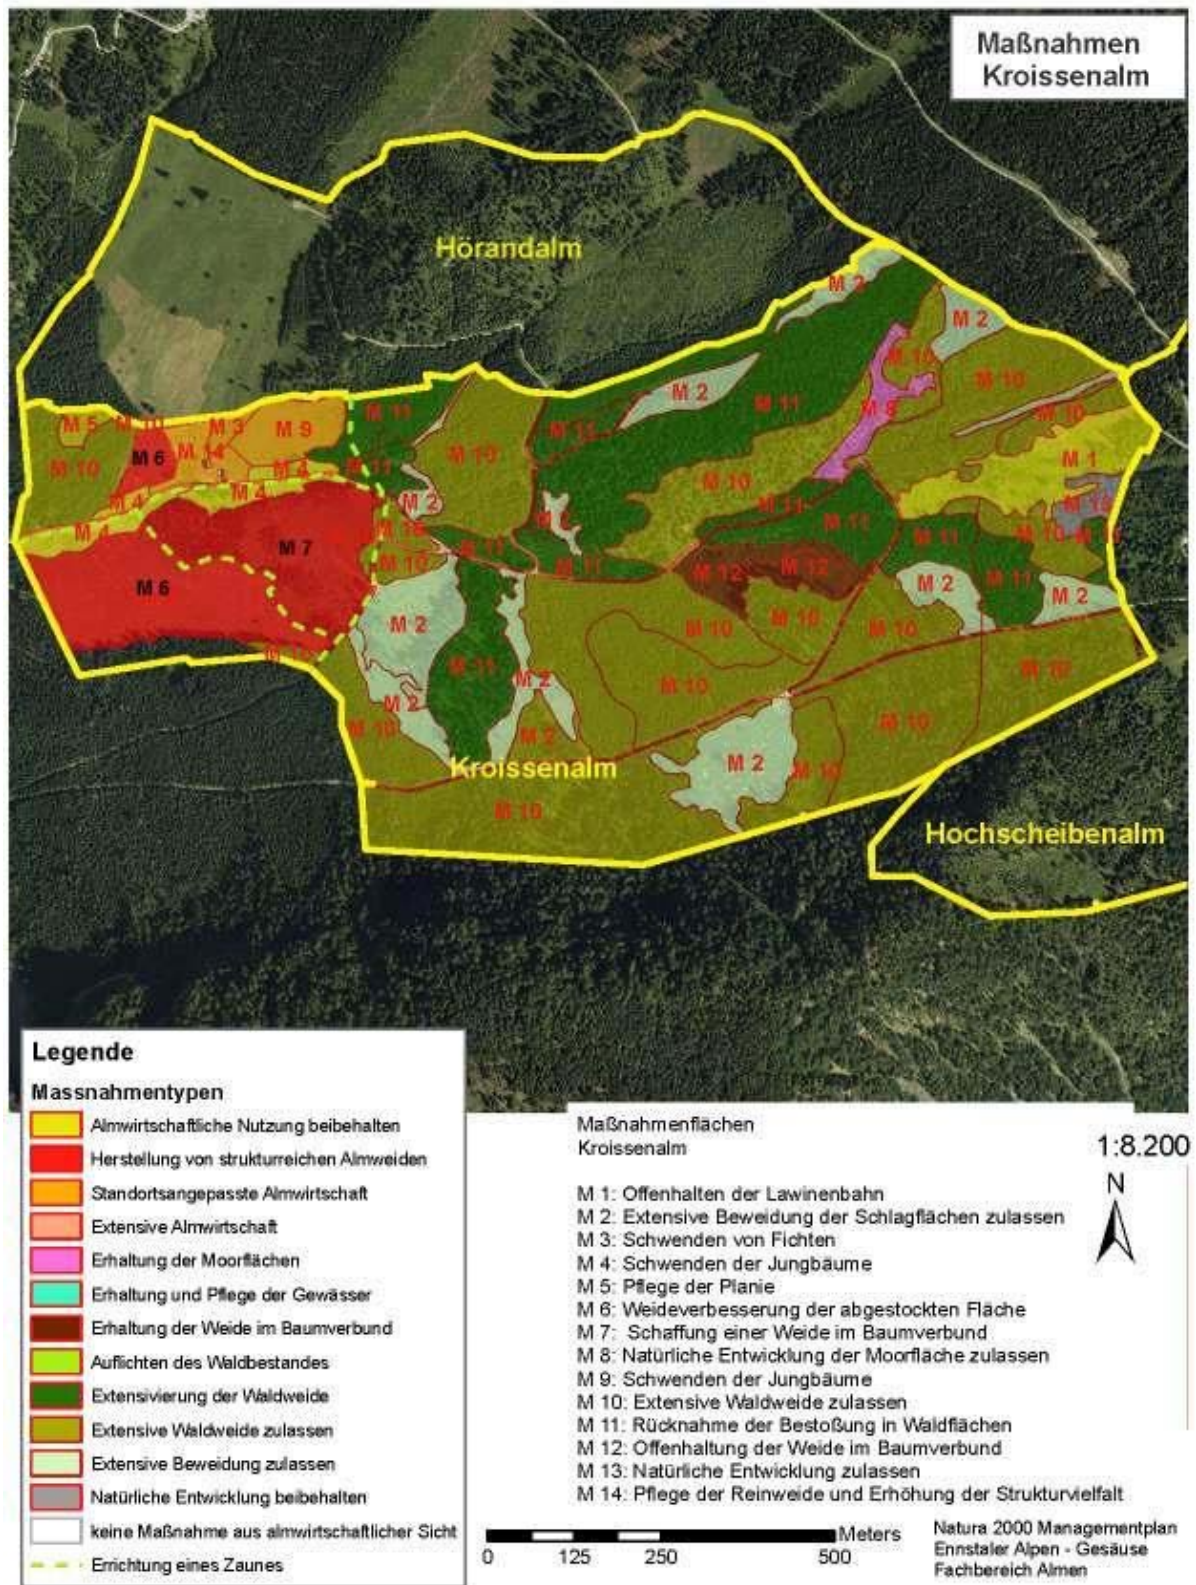 Maßnahmen
Kroissenalm
Hörandalm
M 2
M 2
M 10
M 10
M 2
M 11
M 11
M 8
M 10
M 5
M 10
M 3
M 9
M 11
M 10
M 1
M 6
M 14
M 10
M 4
M 11
M 10
M 4
M 4
M 2
M 4
M 11
M 11
M 10
M 7
M 11
M 11
M 10
M 12
M 12
M 11
M 6
M 2
M 2
M 2
M 10
M 10
M 10
M 11
M 10
M 10
M 2
M 2
M 10
M 2
M 10
M 2
M 10
Kroissenalm
M 10
Hochscheibenalm
Legende
Massnahmentypen
Almwirtschaftliche Nutzung beibehalten
Herstellung von strukturreichen Almweiden
Standortsangepasste Almwirtschaft
Extensive Almwirtschaft
Erhaltung der Moorflächen
Erhaltung und Pflege der Gewässer
Erhaltung der Weide im Baumverbund
Auflichten des Waldbestandes
Extensivierung der Waldweide
Extensive Waldweide zulassen
Extensive Beweidung zulassen
Natürliche Entwicklung beibehalten
keine Maßnahme aus almwirtschaftlicher Sicht
Errichtung eines Zaunes
Maßnahmenflächen
Kroissenalm
1:8.200
N
M 1: Offenhalten der Lawinenbahn
M 2: Extensive Beweidung der Schlagflächen zulassen
M 3: Schwenden von Fichten
M 4: Schwenden der Jungbäume
M 5: Pflege der Planie
M 6: Weideverbesserung der abgestockten Fläche
M 7: Schaffung einer Weide im Baumverbund
M 8: Natürliche Entwicklung der Moorfläche zulassen
M 9: Schwenden der Jungbäume
M 10: Extensive Waldweide zulassen
M 11: Rücknahme der Bestoßung in Waldflächen
M 12: Offenhaltung der Weide im Baumverbund
M 13: Natürliche Entwicklung zulassen
M 14: Pflege der Reinweide und Erhöhung der Strukturvielfalt
0 125 250 500 Meters
Natura 2000 Managementplan
Ennstaler Alpen - Gesäuse
Fachbereich Almen